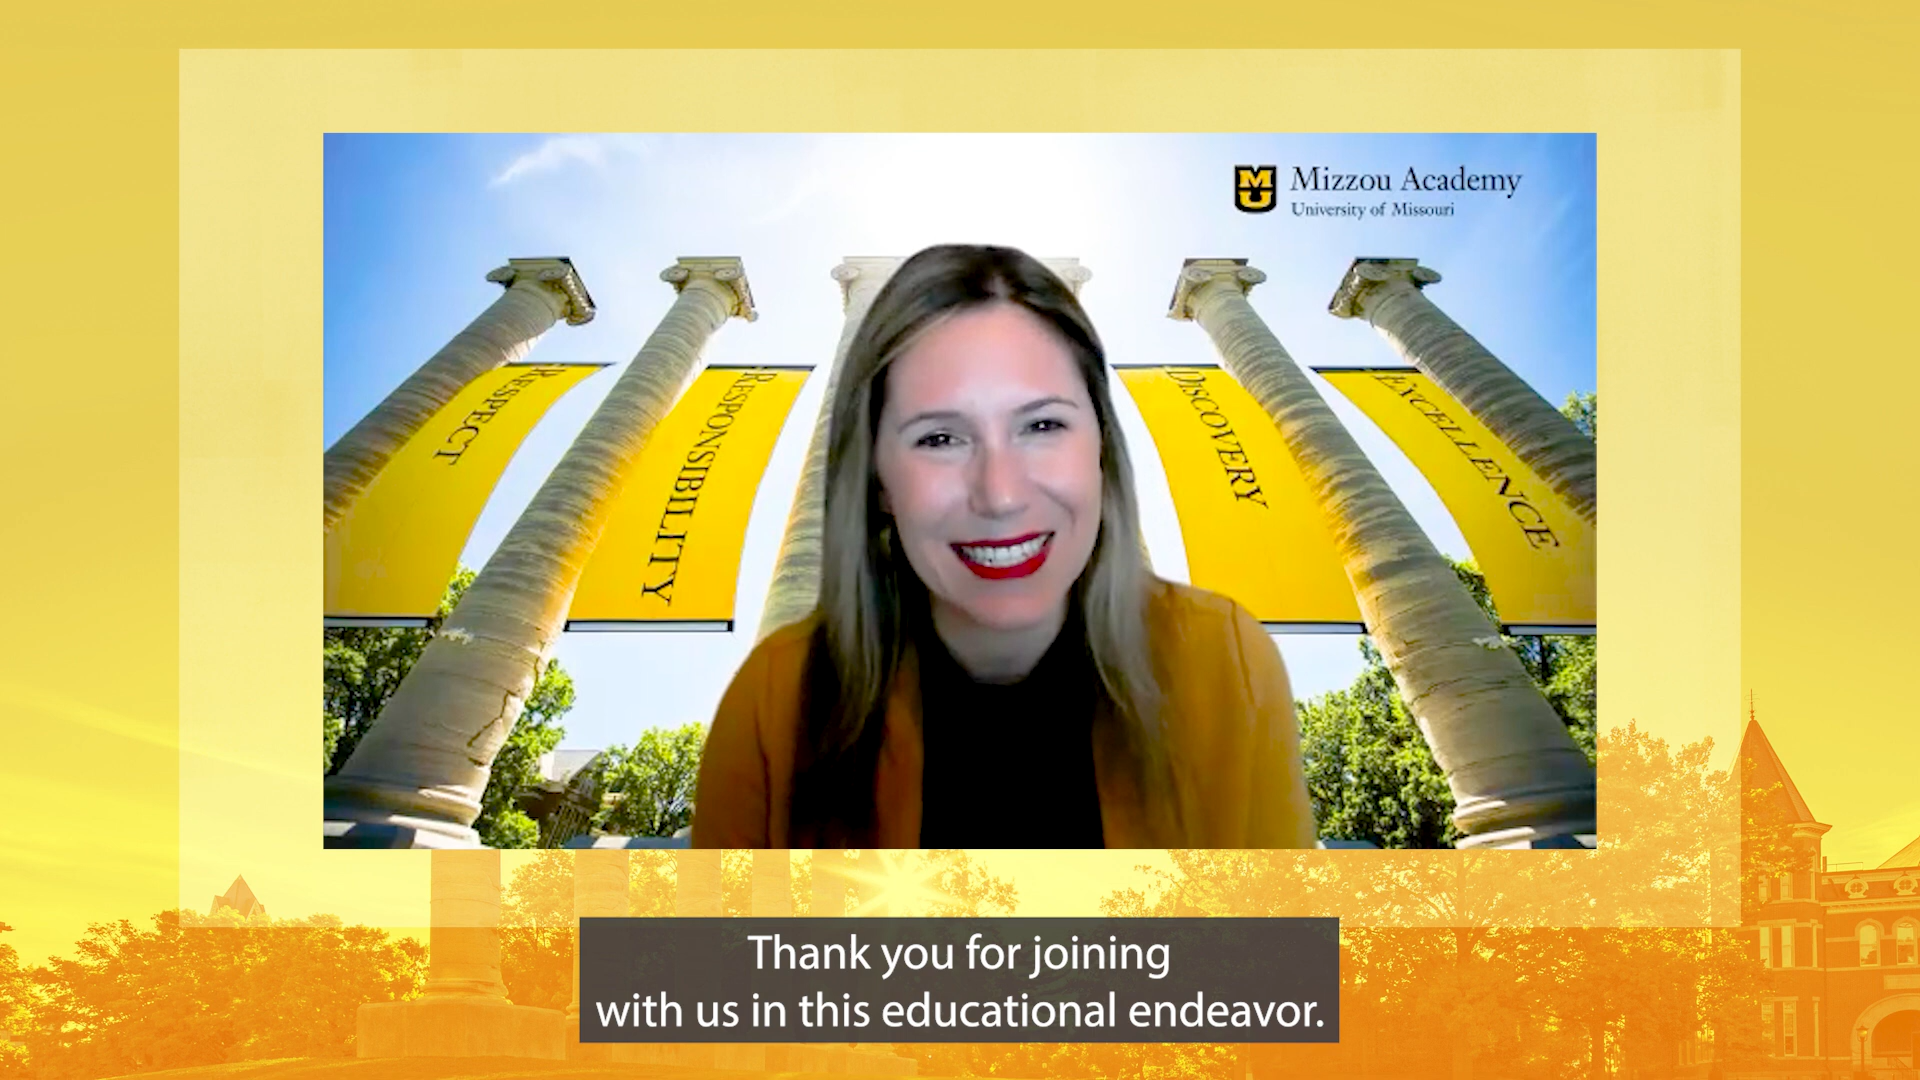 MU
Mizzou Academy
University of Missouri
RESPECT
RESPONSIBILITY
DISCOVERY
EXCELLENCE
Thank you for joining
with us in this educational endeavor.